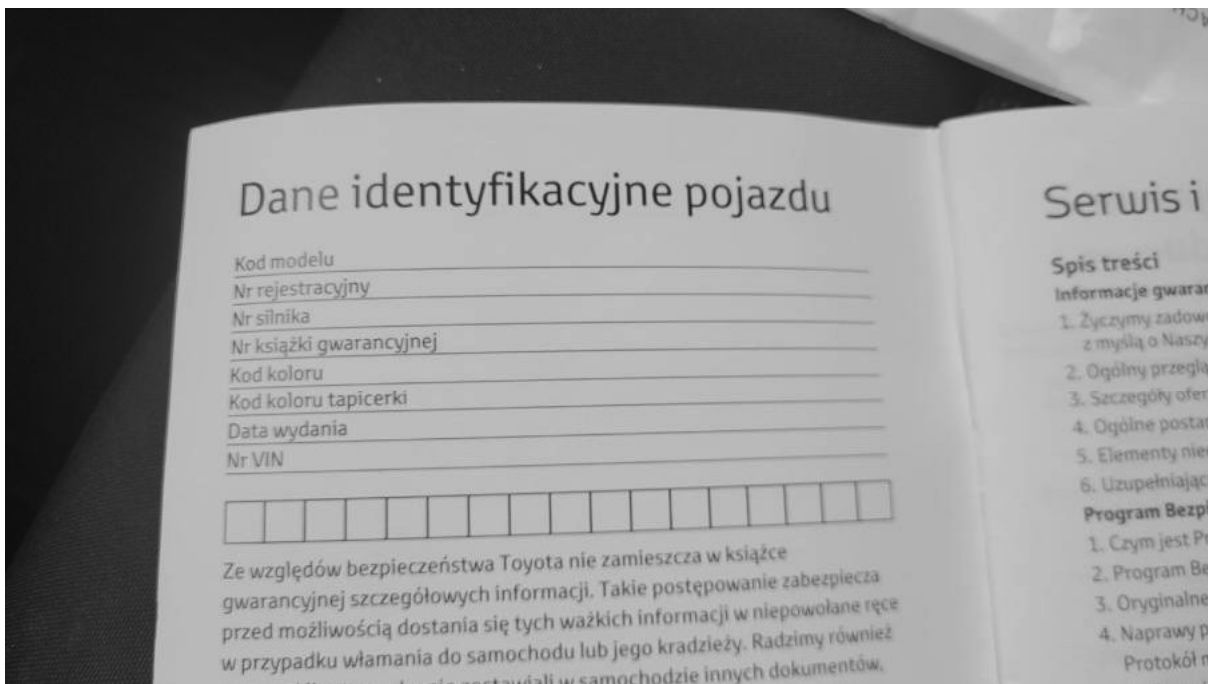 Dane identyfikacyjne pojazdu
Kod modelu
Nr rejestracyjny
Nr silnika
Nr książki gwarancyjnej
Kod koloru
Kod koloru tapicerki
Data wydania
Nr VIN
Ze względów bezpieczeństwa Toyota nie zamieszcza w książce
gwarancyjnej szczegółowych informacji. Takie postępowanie zabezpiecza
przed możliwością dostania się tych ważkich informacji w niepowołane ręce
w przypadku włamania do samochodu lub jego kradzieży. Radzimy również
w samochodzie innych dokumentów.
Serwis i
Spis treści
Informacje
1. Życzymy
z myślą o
2. Ogólny
3. Szczegóły
4. Ogólne
5. Elementy
6.
Program
1. Czym jest
2. Program
3. Oryginalne
4. Naprawy
Protokół